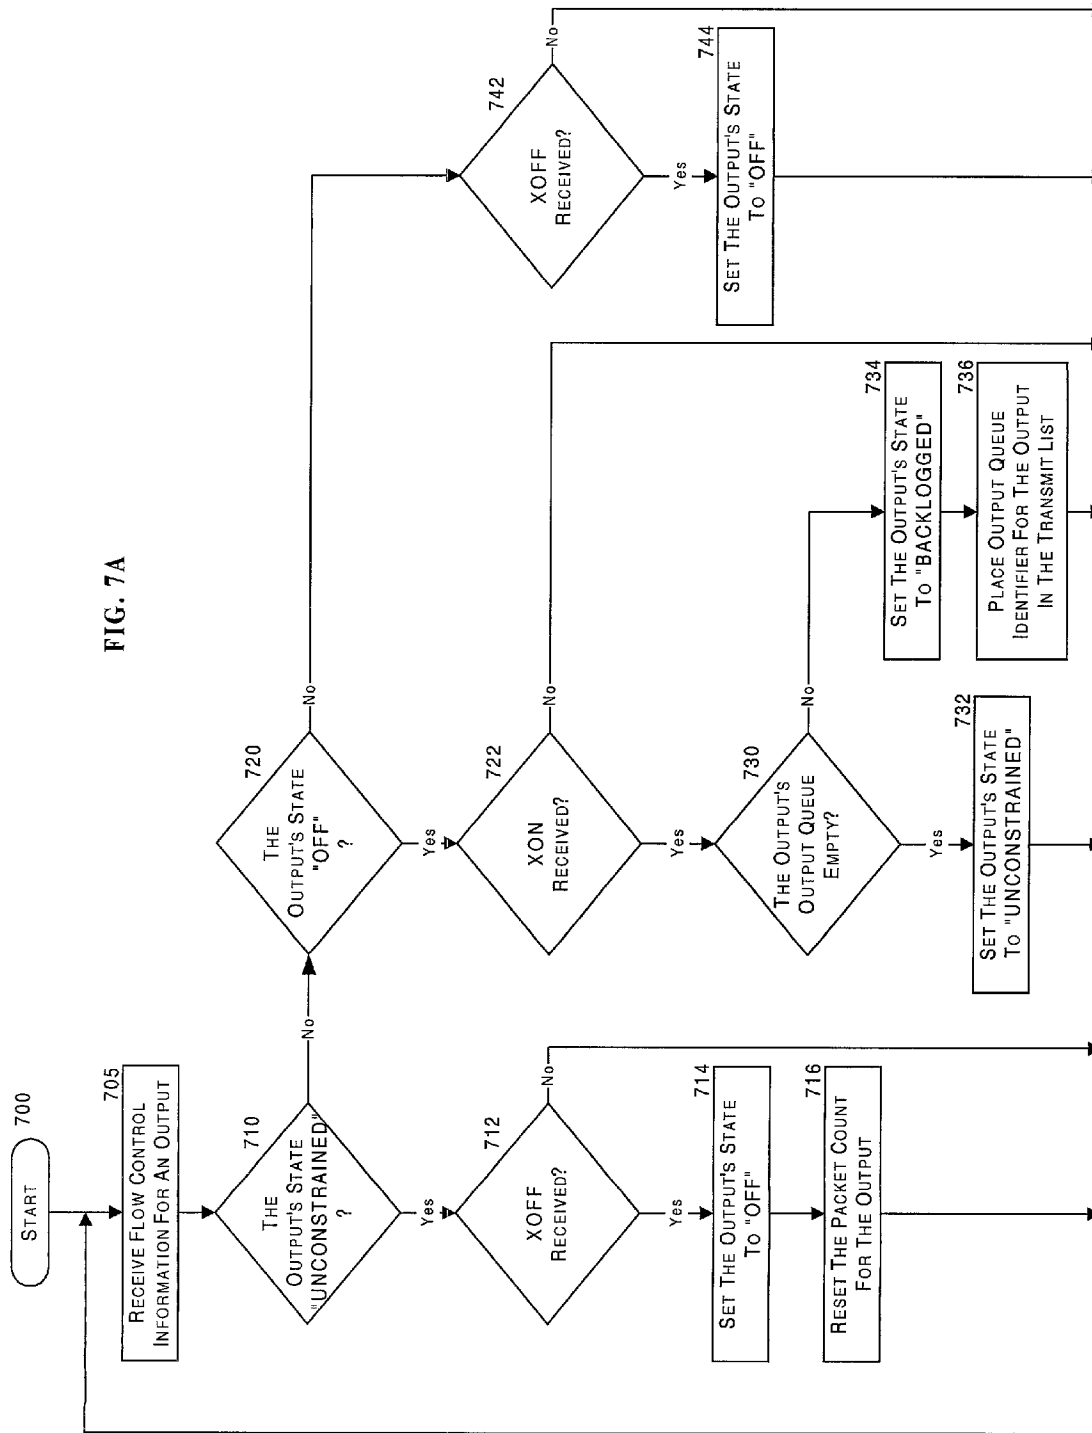 FIG. 7A
START
700
RECEIVE FLOW CONTROL
INFORMATION FOR AN OUTPUT
705
THE
OUTPUT'S STATE
"UNCONSTRAINED"
?
710
No
Yes
XOFF
RECEIVED?
712
No
Yes
SET THE OUTPUT'S STATE
TO "OFF"
714
RESET THE PACKET COUNT
FOR THE OUTPUT
716
THE
OUTPUT'S STATE
"OFF"
?
720
No
Yes
XON
RECEIVED?
722
No
Yes
THE OUTPUT'S
OUTPUT QUEUE
EMPTY?
730
No
Yes
SET THE OUTPUT'S STATE
TO "UNCONSTRAINED"
732
SET THE OUTPUT'S STATE
TO "BACKLOGGED"
734
PLACE OUTPUT QUEUE
IDENTIFIER FOR THE OUTPUT
IN THE TRANSMIT LIST
736
XOFF
RECEIVED?
742
No
Yes
SET THE OUTPUT'S STATE
TO "OFF"
744